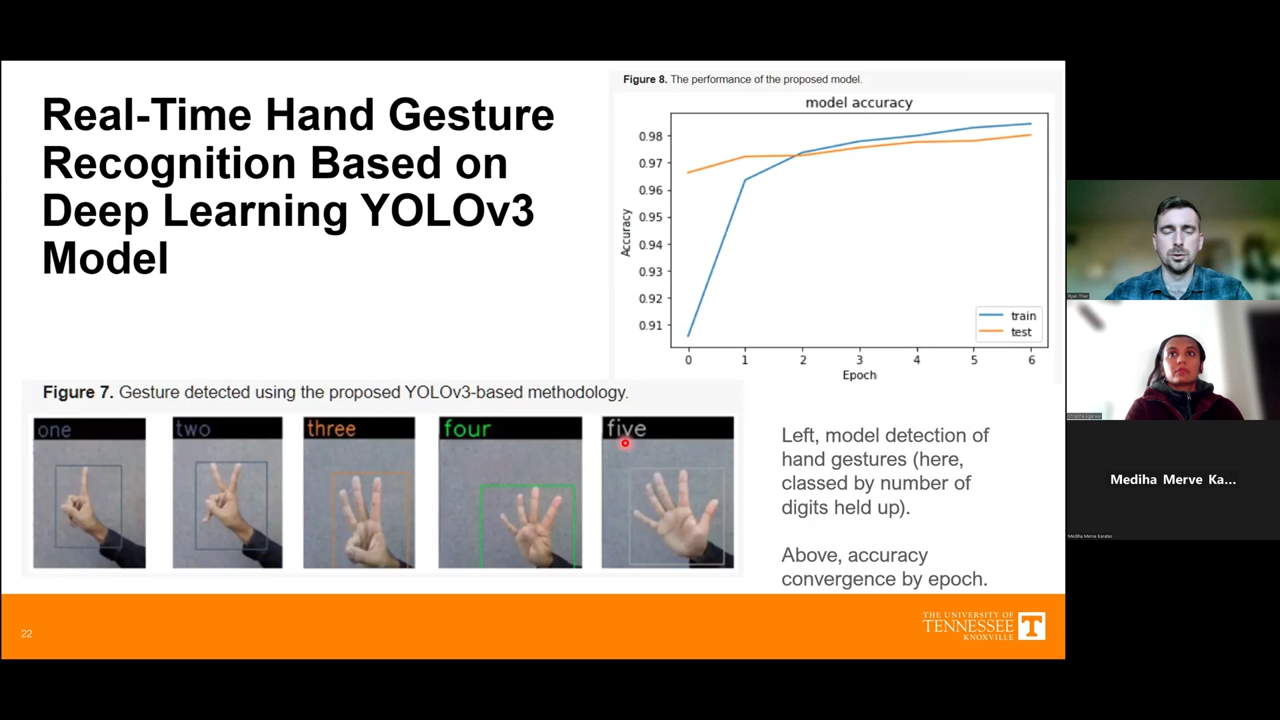 Real-Time Hand Gesture
Recognition Based on
Deep Learning YOLOv3
Model
Figure 8. The performance of the proposed model.
model accuracy
0.98
0.97
0.96
0.95
0.94
0.93
0.92
0.91
Accuracy
train
test
0 1 2 3 4 5 6
Epoch
Figure 7. Gesture detected using the proposed YOLOv3-based methodology.
one
two
three
four
five
Left, model detection of
hand gestures (here,
classed by number of
digits held up).
Above, accuracy
convergence by epoch.
22
THE UNIVERSITY OF
TENNESSEE
KNOXVILLE
T
Mediha Merve Ka...
Mediha Merve Karatas